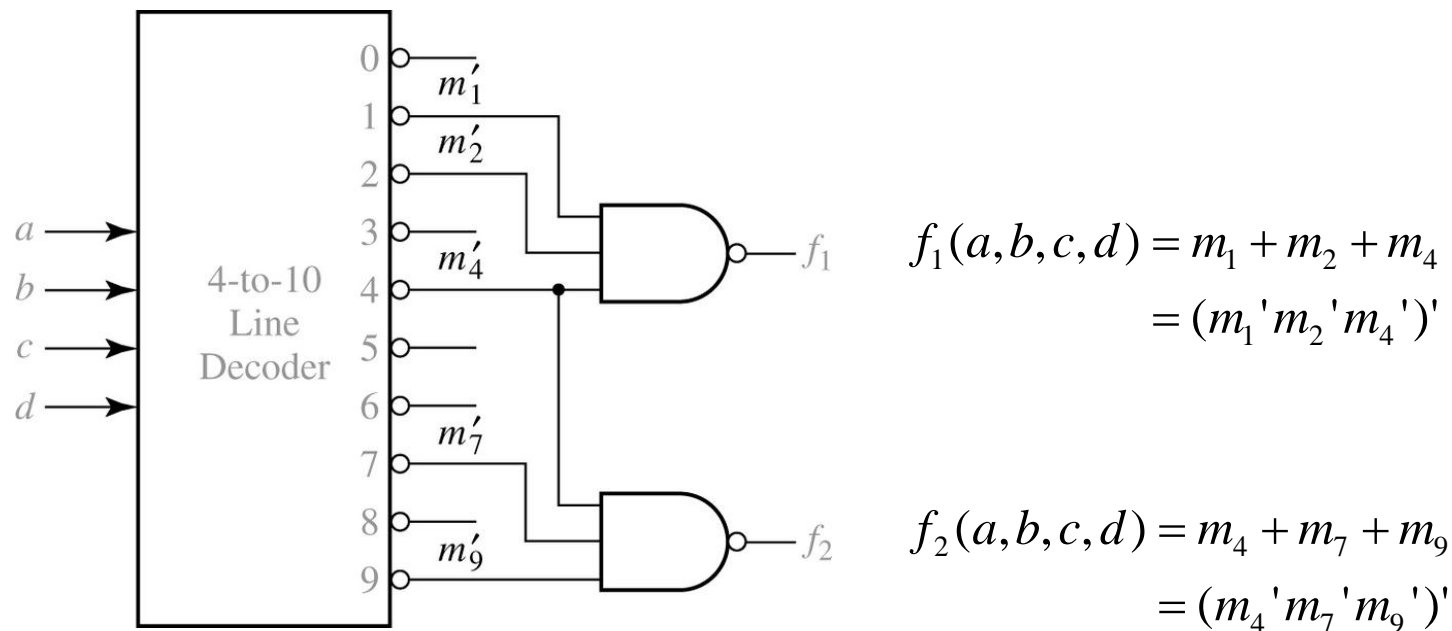 0
m₁′
1
m₂′
2
a
3
m₄′
b
4-to-10
Line
Decoder
4
c
5
d
6
m₇′
7
8
m₉′
9
f₁
f₂
f₁(a,b,c,d) = m₁ + m₂ + m₄
= (m₁'m₂'m₄')'
f₂(a,b,c,d) = m₄ + m₇ + m₉
= (m₄'m₇'m₉')'